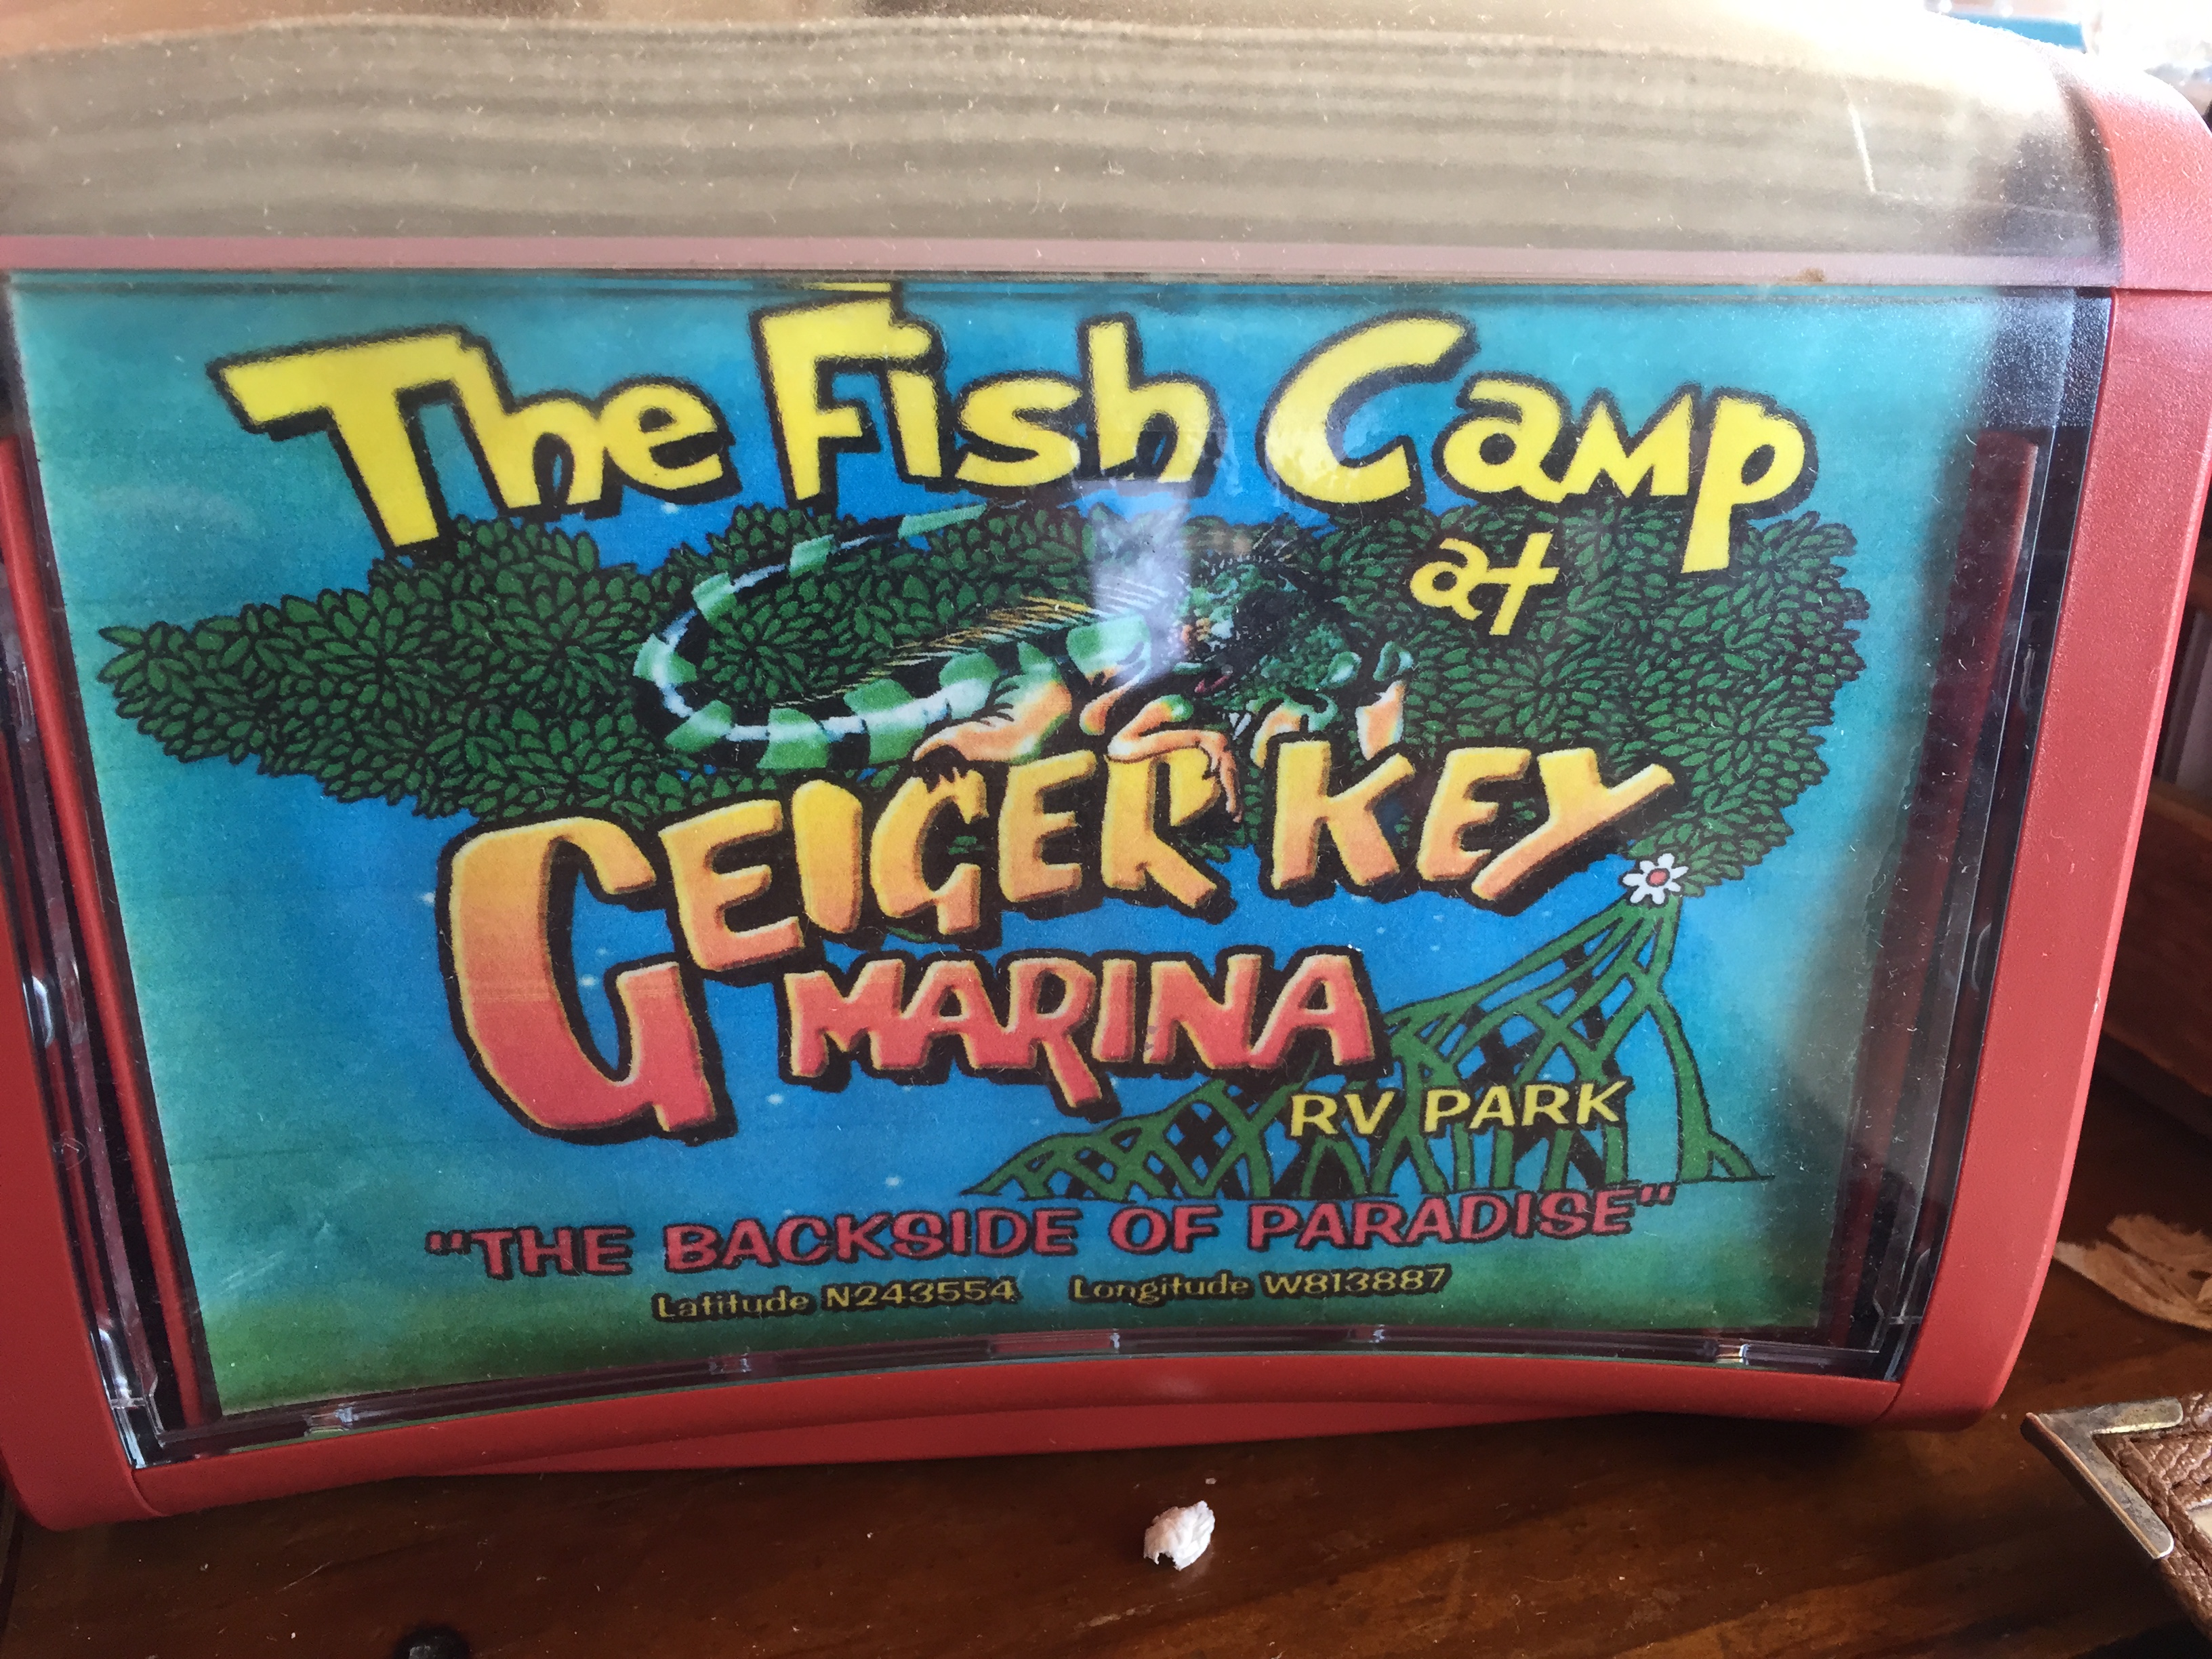 The Fish Camp
at
GEIGER KEY
MARINA
RV PARK
"THE BACKSIDE OF PARADISE"
Latitude N243554 Longitude W813887